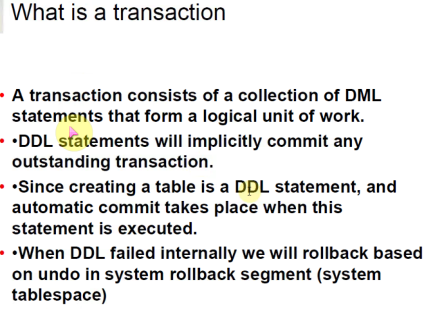 What is a transaction
• A transaction consists of a collection of DML
statements that form a logical unit of work.
• •DDL statements will implicitly commit any
outstanding transaction.
• •Since creating a table is a DDL statement, and
automatic commit takes place when this
statement is executed.
• •When DDL failed internally we will rollback based
on undo in system rollback segment (system
tablespace)